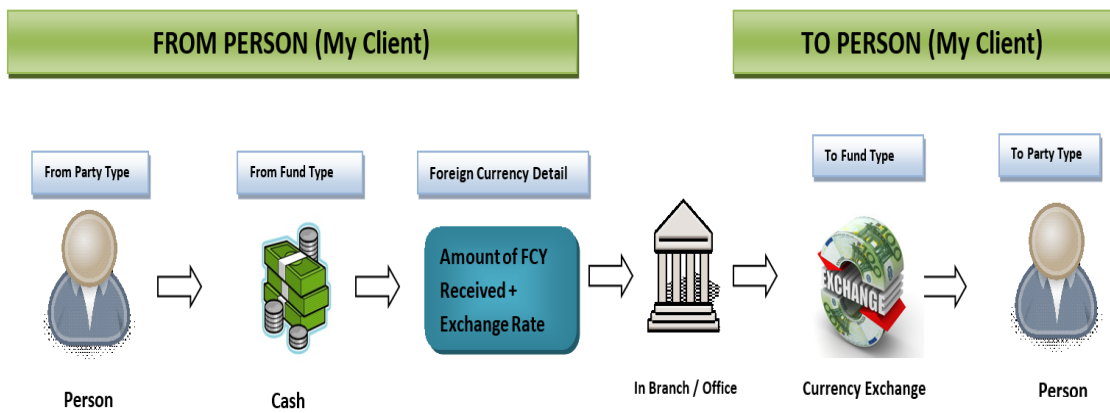 FROM PERSON (My Client)
TO PERSON (My Client)
From Party Type
From Fund Type
Foreign Currency Detail
To Fund Type
To Party Type
Amount of FCY
Received +
Exchange Rate
EXCHANGE
Person
Cash
In Branch / Office
Currency Exchange
Person